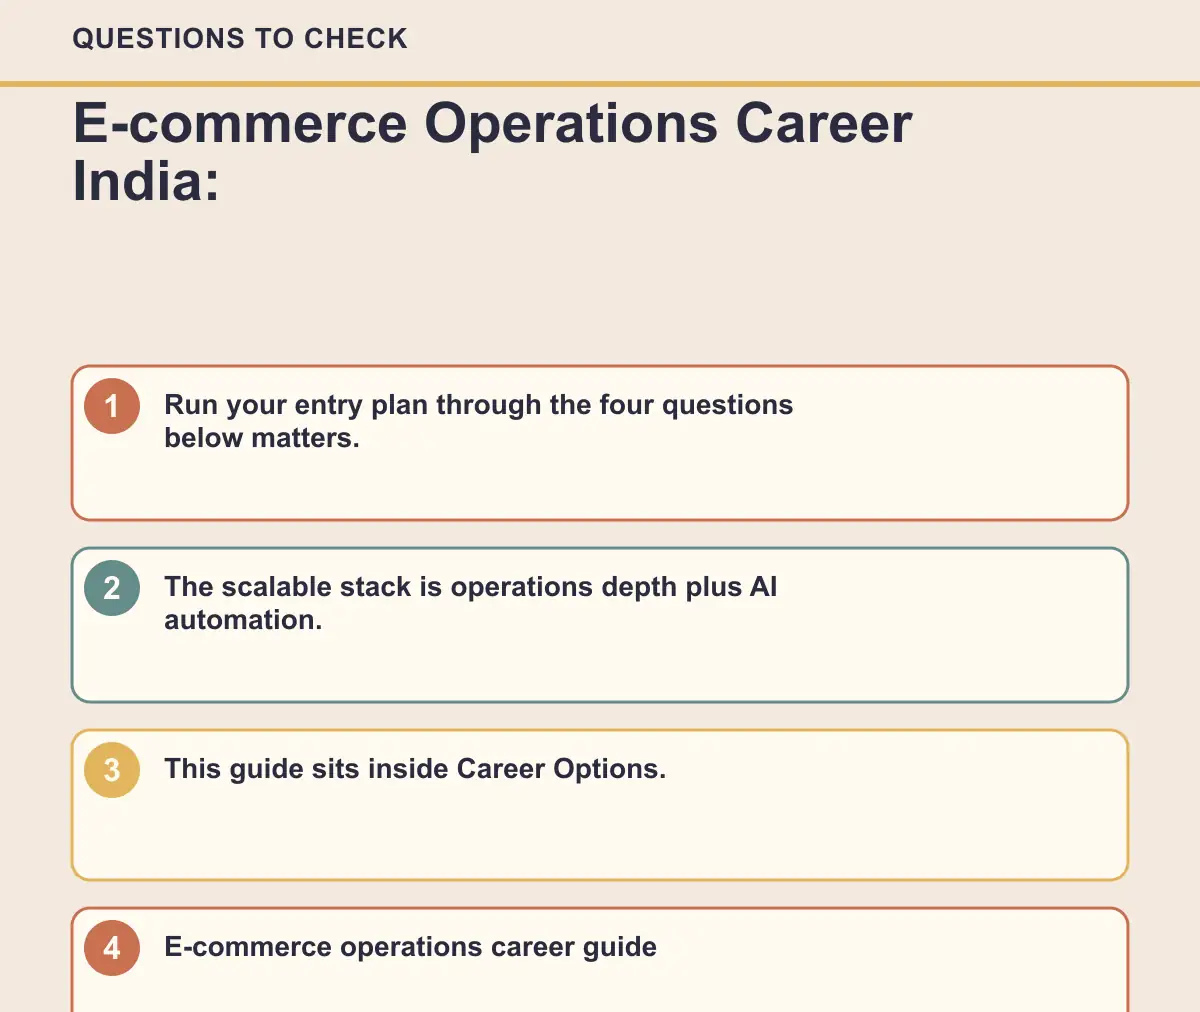 QUESTIONS TO CHECK
E-commerce Operations Career
India:
1
Run your entry plan through the four questions
below matters.
2
The scalable stack is operations depth plus AI
automation.
3
This guide sits inside Career Options.
4
E-commerce operations career guide